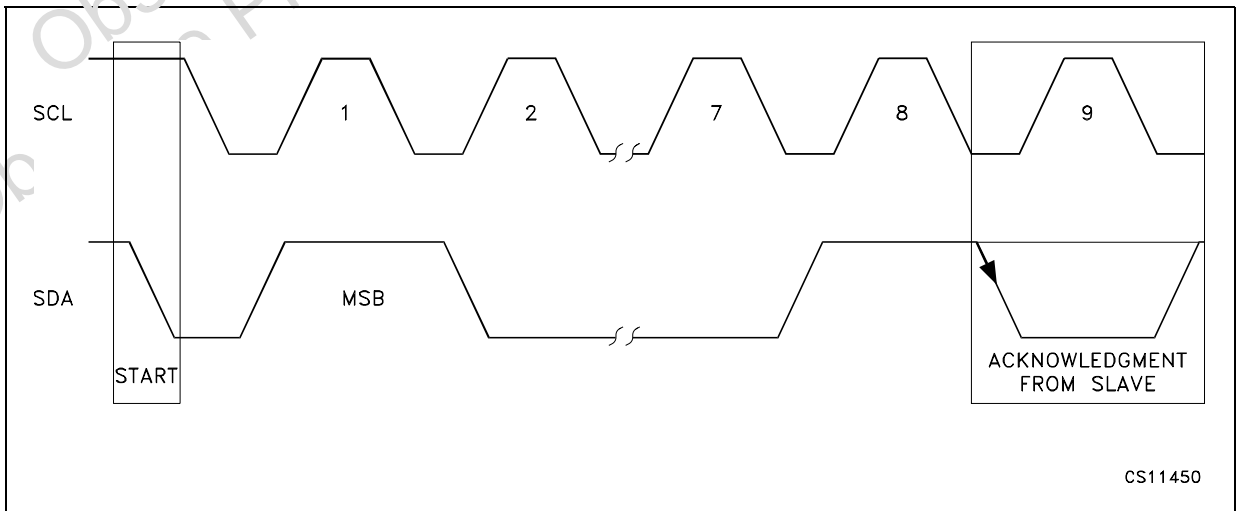 SCL
1
2
7
8
9
SDA
MSB
START
ACKNOWLEDGMENT
FROM SLAVE
CS11450